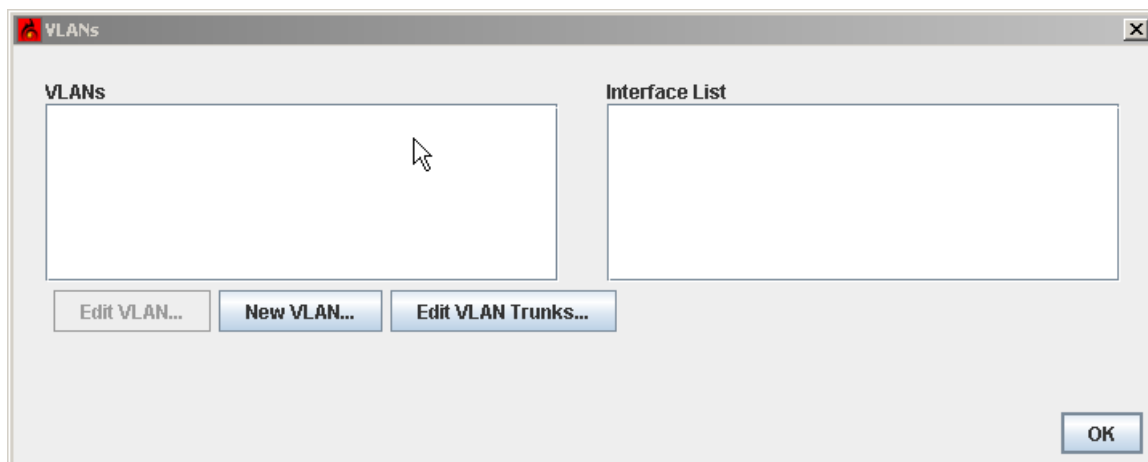 VLANs
VLANs
Interface List
Edit VLAN...
New VLAN...
Edit VLAN Trunks...
OK